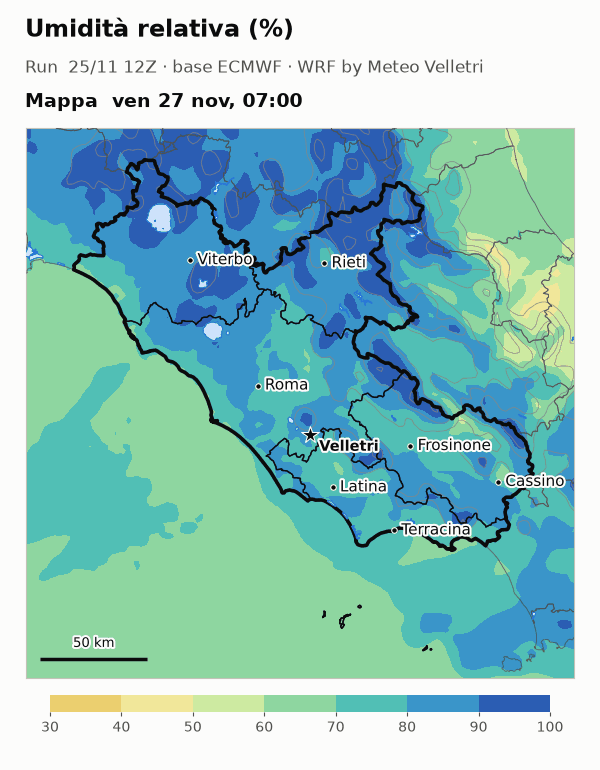 Umidità relativa (%)
Run  25/11 12Z · base ECMWF · WRF by Meteo Velletri
Mappa  ven 27 nov, 07:00
Viterbo
Rieti
Roma
Velletri
Frosinone
Cassino
Latina
Terracina
50 km
30 40 50 60 70 80 90 100